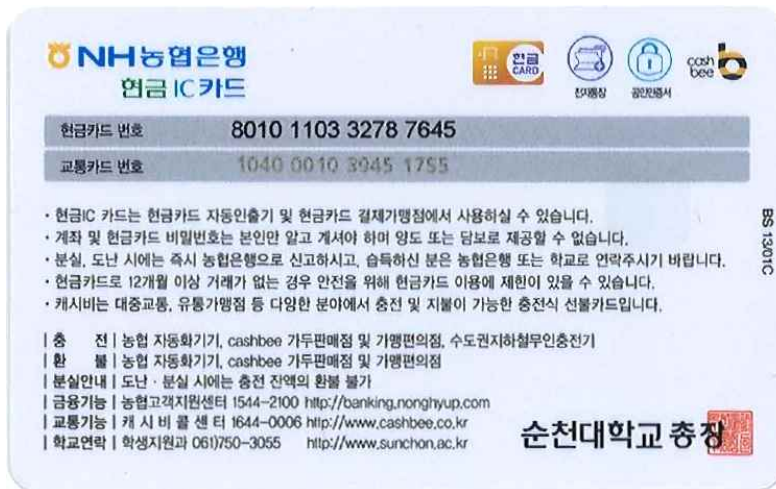 NH농협은행
현금 IC카드
현금 CARD
전자통장
공인인증서
cash bee b
현금카드 번호 8010 1103 3278 7645
교통카드 번호 1040 0010 3945 1755
· 현금IC 카드는 현금카드 자동인출기 및 현금카드 결제가맹점에서 사용하실 수 있습니다.
· 계좌 및 현금카드 비밀번호는 본인만 알고 계셔야 하며 양도 또는 담보로 제공할 수 없습니다.
· 분실, 도난 시에는 즉시 농협은행으로 신고하시고, 습득하신 분은 농협은행 또는 학교로 연락주시기 바랍니다.
· 현금카드로 12개월 이상 거래가 없는 경우 안전을 위해 현금카드 이용에 제한이 있을 수 있습니다.
· 캐시비는 대중교통, 유통가맹점 등 다양한 분야에서 충전 및 지불이 가능한 충전식 선불카드입니다.
BS 13/01C
| 충 전 | 농협 자동화기기, cashbee 가두판매점 및 가맹편의점, 수도권지하철무인충전기
| 환 불 | 농협 자동화기기, cashbee 가두판매점 및 가맹편의점
| 분실안내 | 도난 · 분실 시에는 충전 잔액의 환불 불가
| 금융기능 | 농협고객지원센터 1544-2100 http://banking.nonghyup.com
| 교통기능 | 캐시비콜센터 1644-0006 http://www.cashbee.co.kr
| 학교연락 | 학생지원과 061)750-3055 http://www.sunchon.ac.kr
순천대학교 총장